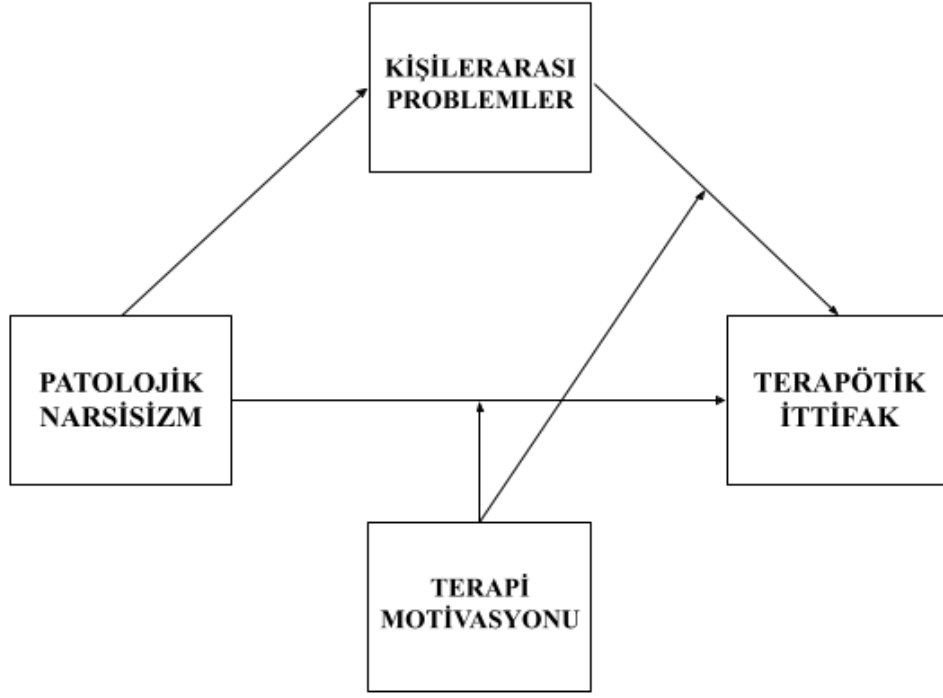 KİŞİLERARASI
PROBLEMLER
PATOLOJİK
NARSİSİZM
TERAPÖTİK
İTTİFAK
TERAPİ
MOTİVASYONU